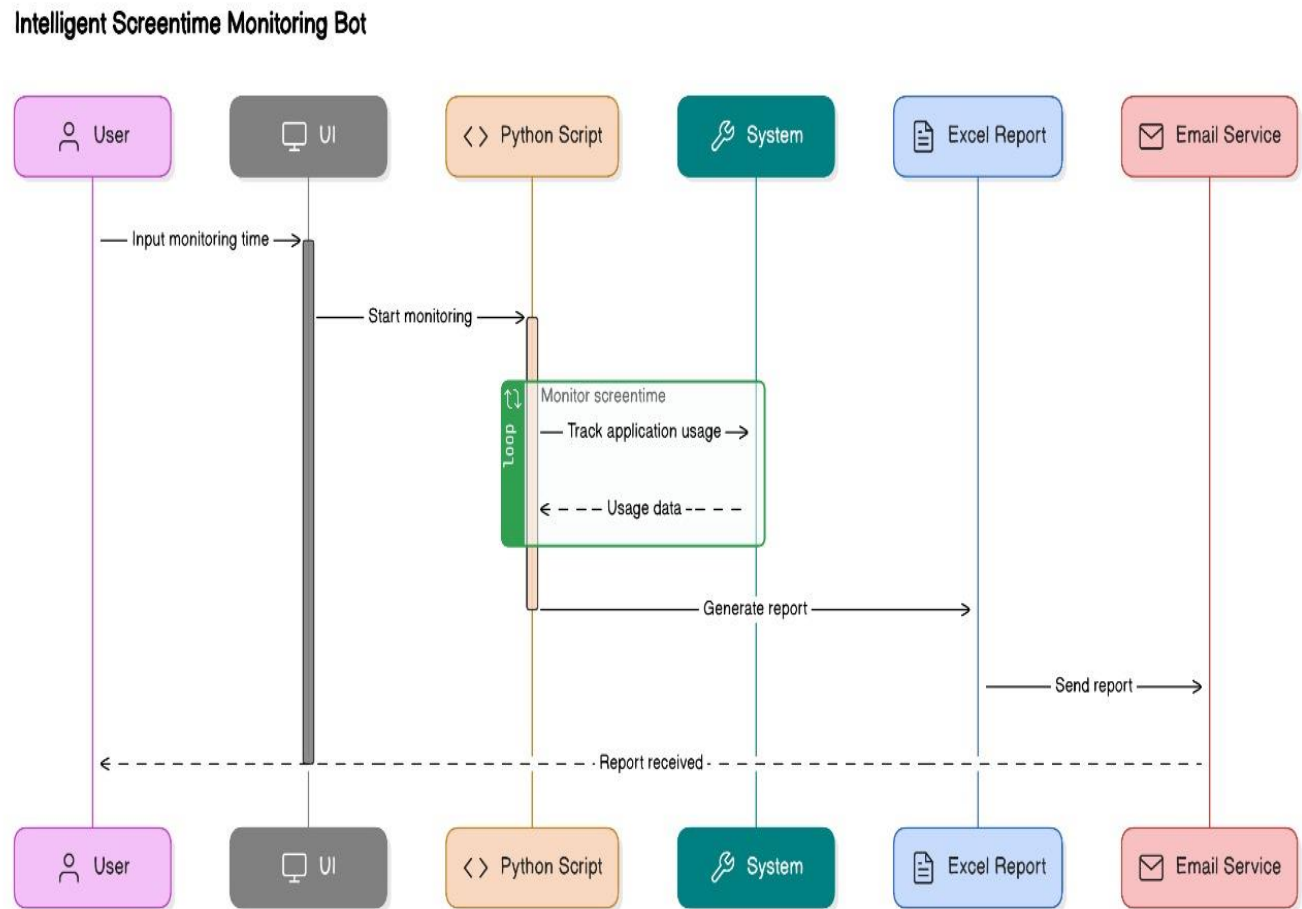 Intelligent Screentime Monitoring Bot
User
UI
Python Script
System
Excel Report
Email Service
Input monitoring time
Start monitoring
loop
Monitor screentime
Track application usage
Usage data
Generate report
Send report
Report received
User
UI
Python Script
System
Excel Report
Email Service